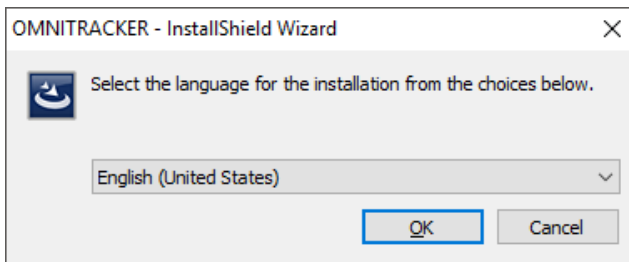 OMNITRACKER - InstallShield Wizard
Select the language for the installation from the choices below.
English (United States)
OK Cancel